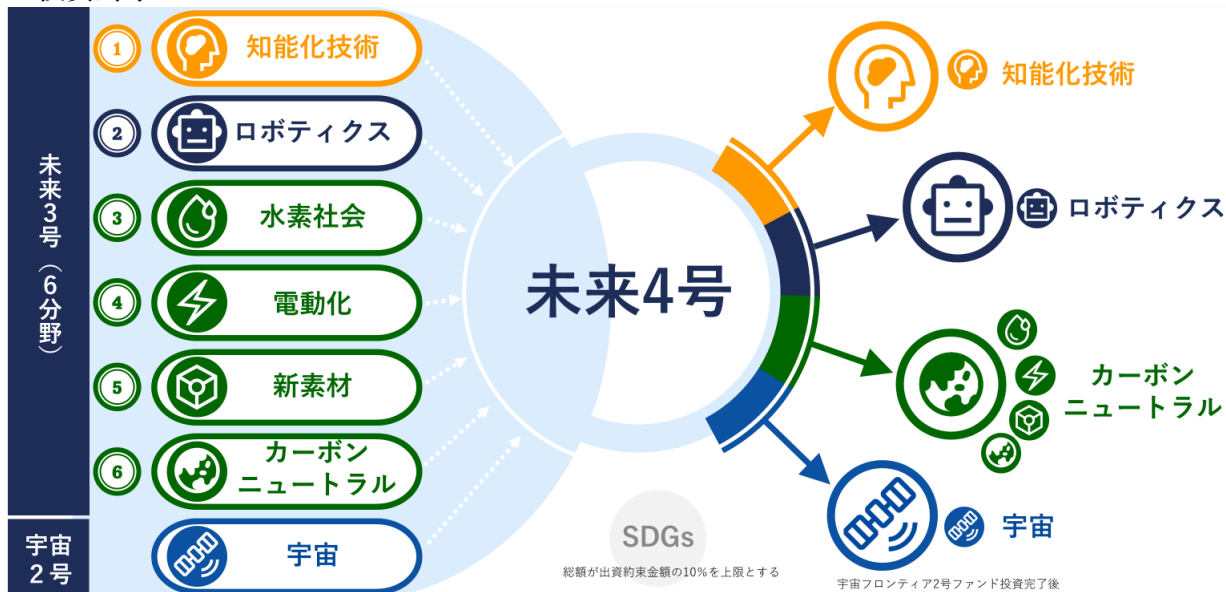 未来3号（6分野）
宇宙
2号
1
知能化技術
2
ロボティクス
3
水素社会
4
電動化
5
新素材
6
カーボン
ニュートラル
宇宙
未来4号
知能化技術
ロボティクス
カーボン
ニュートラル
宇宙
SDGs
総額が出資約束金額の10%を上限とする
宇宙フロンティア2号ファンド投資完了後